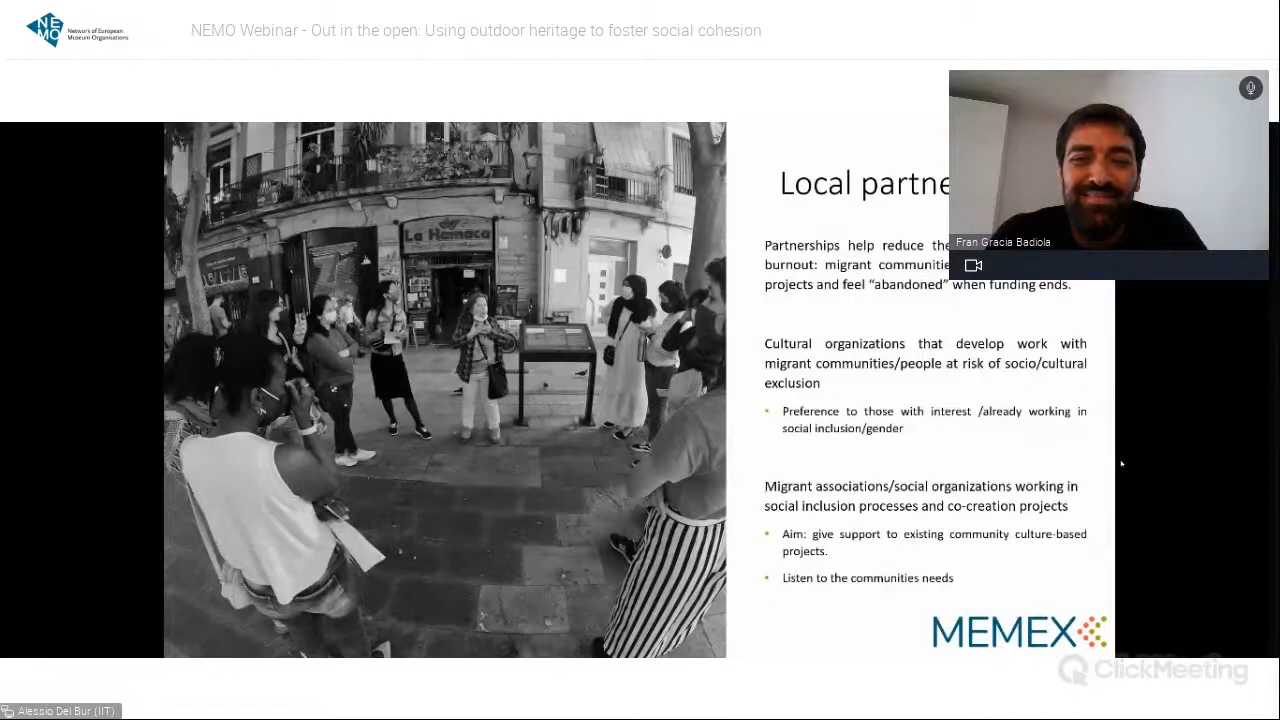 NEMO
Network of European
Museum Organisations
NEMO Webinar - Out in the open: Using outdoor heritage to foster social cohesion
La Hamaca
Local partne
Fran Gracia Badiola
Partnerships help reduce the
burnout: migrant communitie
projects and feel “abandoned” when funding ends.
Cultural organizations that develop work with
migrant communities/people at risk of socio/cultural
exclusion
• Preference to those with interest /already working in
social inclusion/gender
Migrant associations/social organizations working in
social inclusion processes and co-creation projects
• Aim: give support to existing community culture-based
projects.
• Listen to the communities needs
MEMEX
ClickMeeting
Alessio Del Bur (IIT)